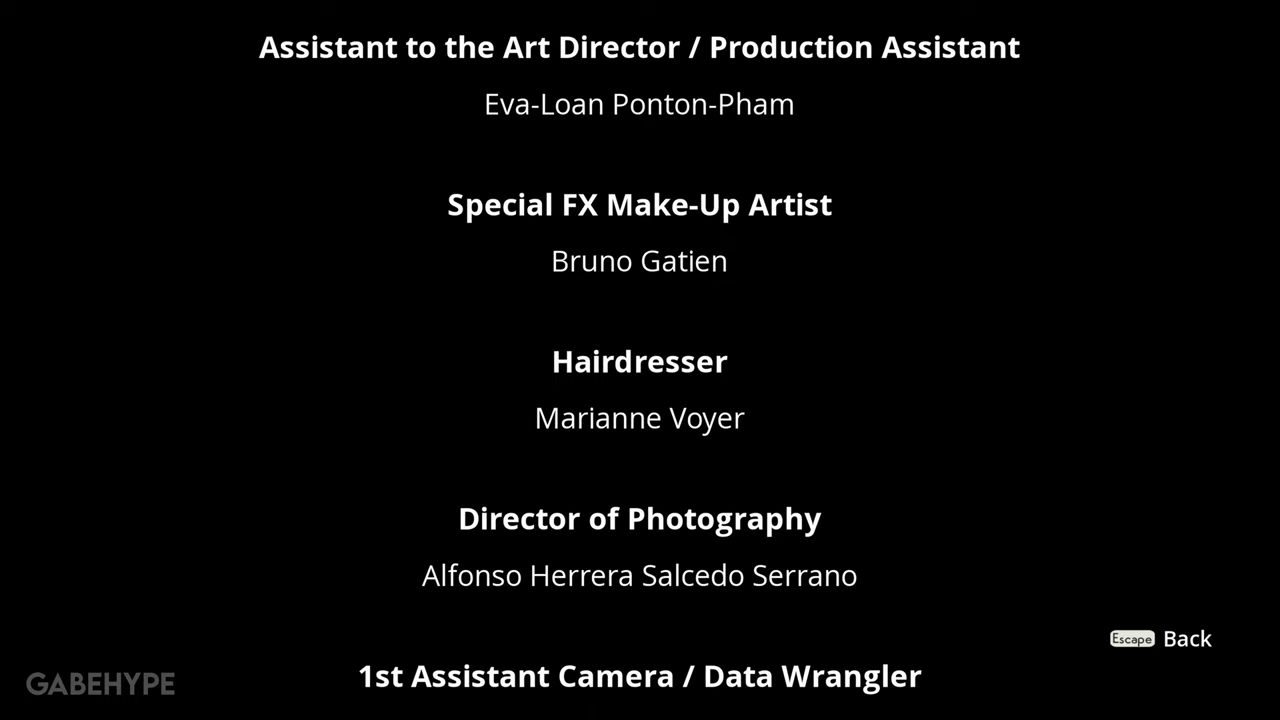 Assistant to the Art Director / Production Assistant
Eva-Loan Ponton-Pham
Special FX Make-Up Artist
Bruno Gatien
Hairdresser
Marianne Voyer
Director of Photography
Alfonso Herrera Salcedo Serrano
Escape Back
1st Assistant Camera / Data Wrangler
GABEHYPE